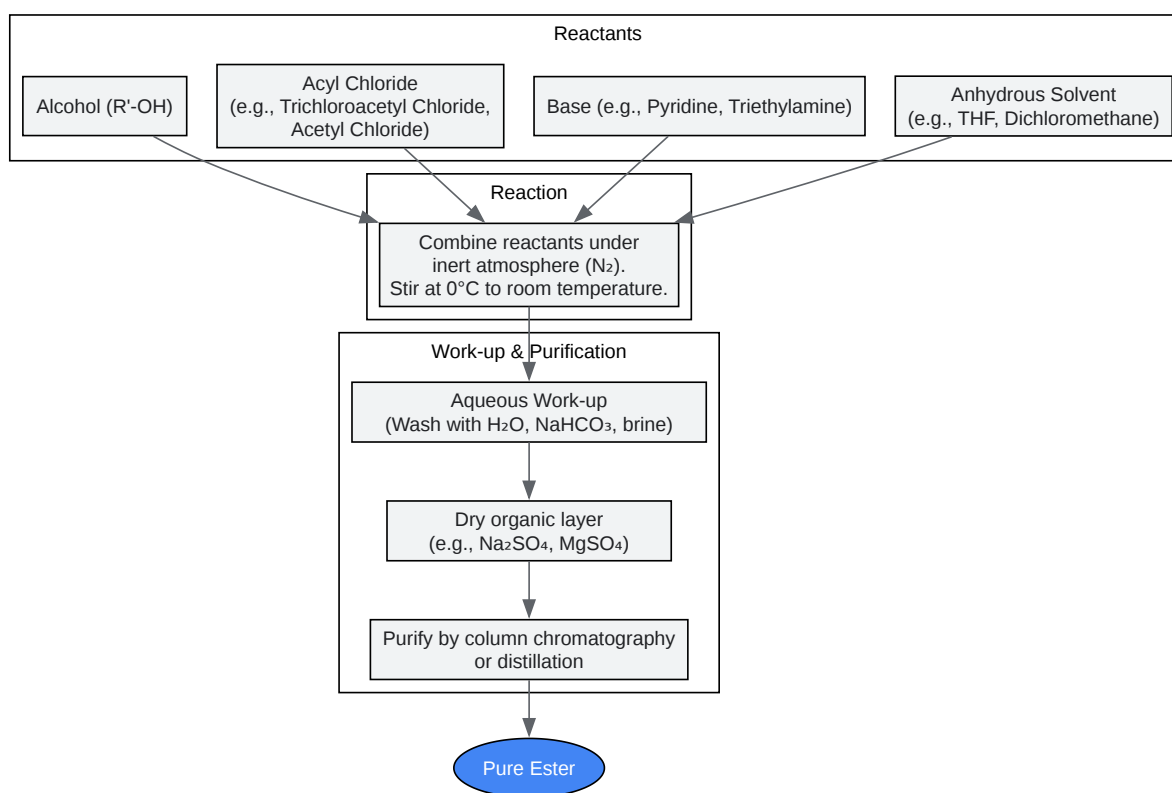 Reactants
Alcohol (R'-OH)
Acyl Chloride
(e.g., Trichloroacetyl Chloride,
Acetyl Chloride)
Base (e.g., Pyridine, Triethylamine)
Anhydrous Solvent
(e.g., THF, Dichloromethane)
Reaction
Combine reactants under
inert atmosphere (N₂).
Stir at 0°C to room temperature.
Work-up & Purification
Aqueous Work-up
(Wash with H₂O, NaHCO₃, brine)
Dry organic layer
(e.g., Na₂SO₄, MgSO₄)
Purify by column chromatography
or distillation
Pure Ester